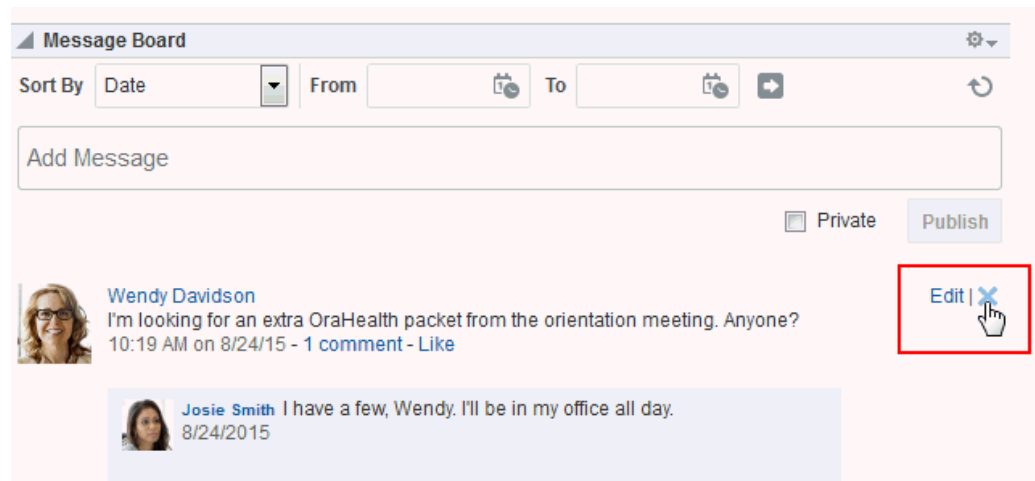 Message Board
Sort By Date From To
Add Message
Private Publish
Wendy Davidson Edit |
I'm looking for an extra OraHealth packet from the orientation meeting. Anyone?
10:19 AM on 8/24/15 - 1 comment - Like
Josie Smith I have a few, Wendy. I'll be in my office all day.
8/24/2015